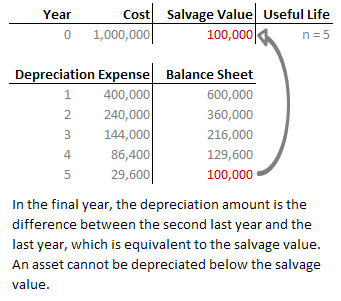 Year Cost Salvage Value Useful Life
0 1,000,000 100,000 n = 5
Depreciation Expense Balance Sheet
1 400,000 600,000
2 240,000 360,000
3 144,000 216,000
4 86,400 129,600
5 29,600 100,000
In the final year, the depreciation amount is the
difference between the second last year and the
last year, which is equivalent to the salvage value.
An asset cannot be depreciated below the salvage
value.